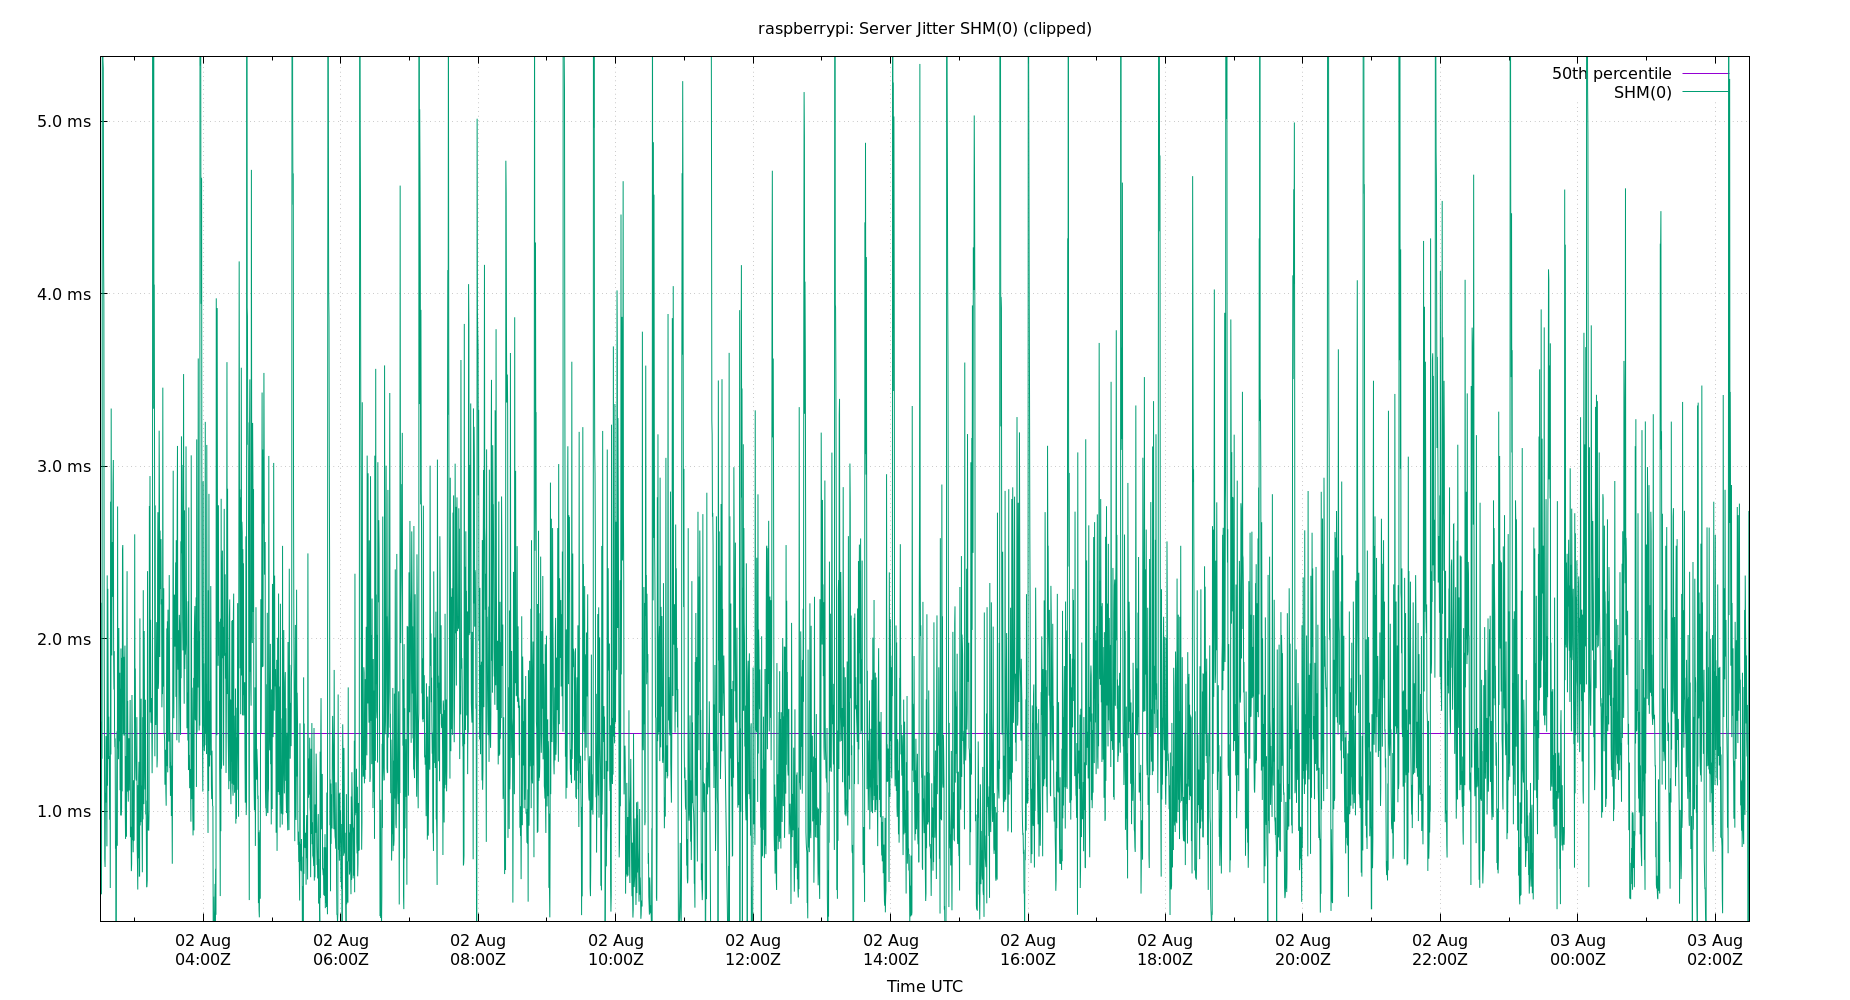 raspberrypi: Server Jitter SHM(0) (clipped)
50th percentile
SHM(0)
5.0 ms
4.0 ms
3.0 ms
2.0 ms
1.0 ms
02 Aug 02 Aug 02 Aug 02 Aug 02 Aug 02 Aug 02 Aug 02 Aug 02 Aug 02 Aug 03 Aug 03 Aug
04:00Z 06:00Z 08:00Z 10:00Z 12:00Z 14:00Z 16:00Z 18:00Z 20:00Z 22:00Z 00:00Z 02:00Z
Time UTC